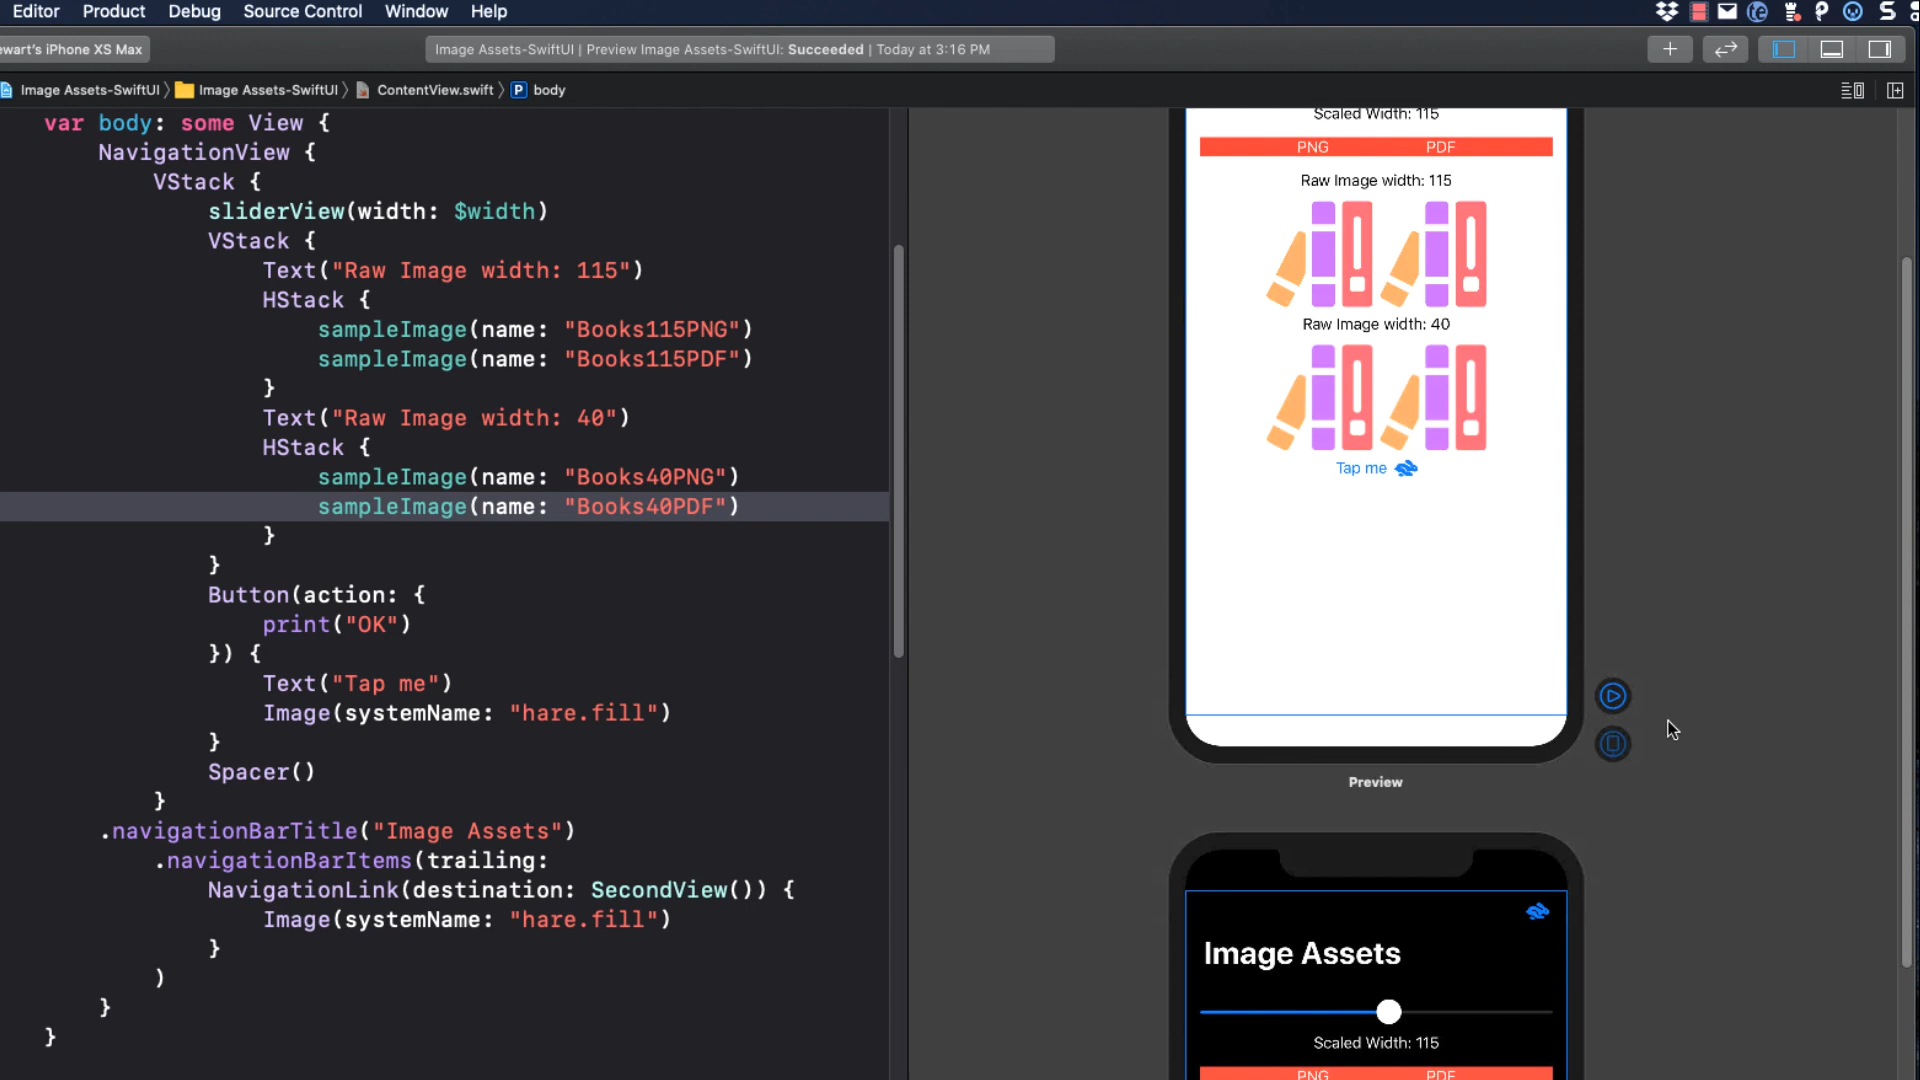 Editor Product Debug Source Control Window Help
ewart's iPhone XS Max
Image Assets-SwiftUI | Preview Image Assets-SwiftUI: Succeeded | Today at 3:16 PM
Image Assets-SwiftUI Image Assets-SwiftUI ContentView.swift P body
var body: some View {
NavigationView {
VStack {
sliderView(width: $width)
VStack {
Text("Raw Image width: 115")
HStack {
sampleImage(name: "Books115PNG")
sampleImage(name: "Books115PDF")
}
Text("Raw Image width: 40")
HStack {
sampleImage(name: "Books40PNG")
sampleImage(name: "Books40PDF")
}
}
Button(action: {
print("OK")
}) {
Text("Tap me")
Image(systemName: "hare.fill")
}
Spacer()
}
.navigationBarTitle("Image Assets")
.navigationBarItems(trailing:
NavigationLink(destination: SecondView()) {
Image(systemName: "hare.fill")
}
)
}
}
Scaled Width: 115
PNG PDF
Raw Image width: 115
Raw Image width: 40
Tap me
Preview
Image Assets
Scaled Width: 115
PNG PDF